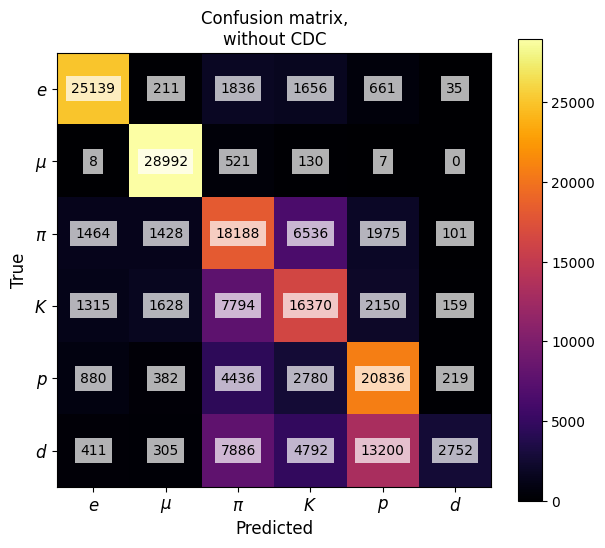 Confusion matrix,
without CDC
e 25139 211 1836 1656 661 35
μ 8 28992 521 130 7 0
π 1464 1428 18188 6536 1975 101
K 1315 1628 7794 16370 2150 159
p 880 382 4436 2780 20836 219
d 411 305 7886 4792 13200 2752
e μ π K p d
Predicted
True
25000
20000
15000
10000
5000
0